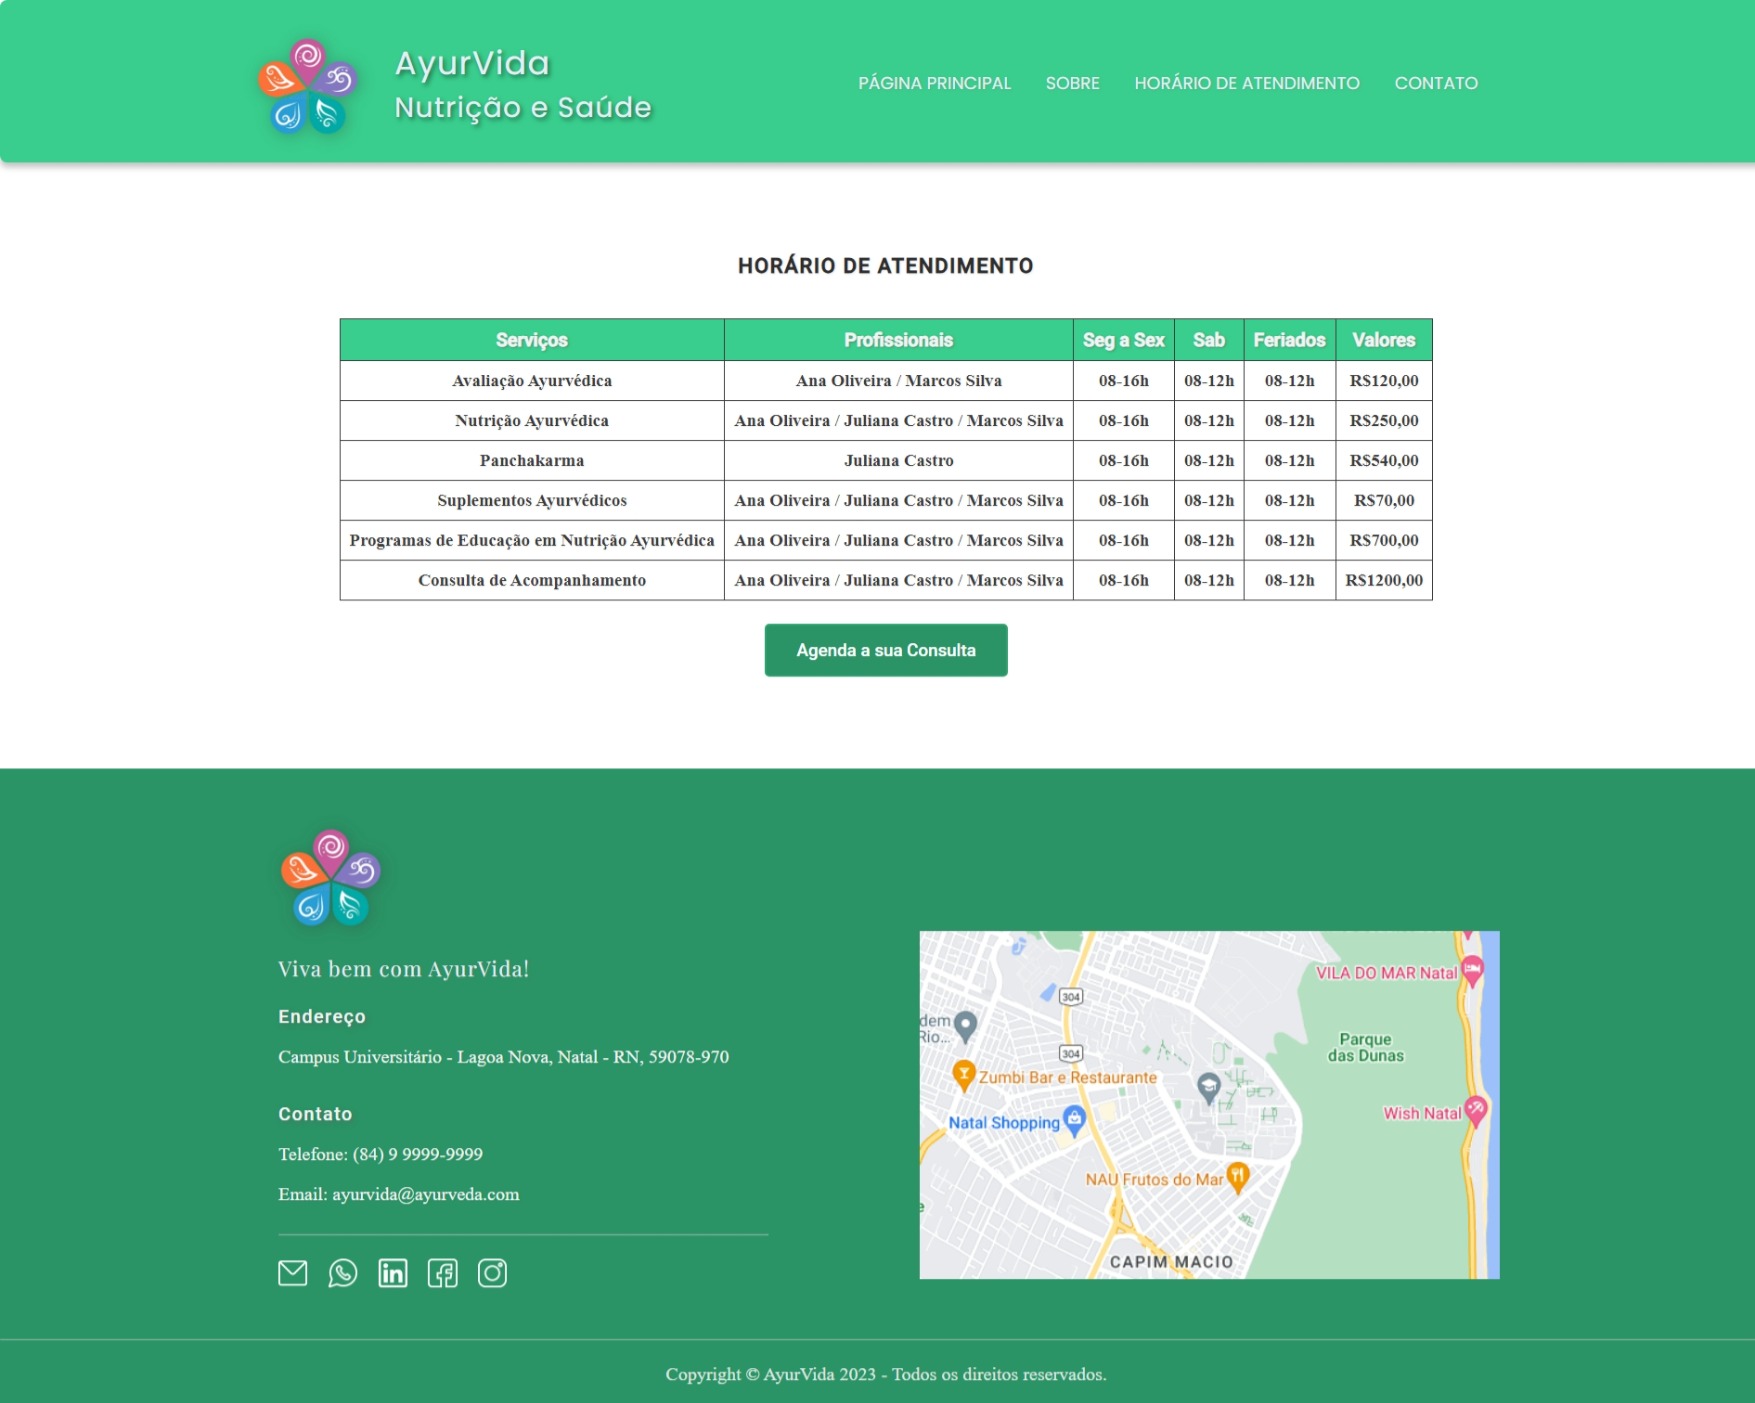 AyurVida
Nutrição e Saúde
PÁGINA PRINCIPAL SOBRE HORÁRIO DE ATENDIMENTO CONTATO
HORÁRIO DE ATENDIMENTO
Serviços Profissionais Seg a Sex Sab Feriados Valores
Avaliação Ayurvédica Ana Oliveira / Marcos Silva 08-16h 08-12h 08-12h R$120,00
Nutrição Ayurvédica Ana Oliveira / Juliana Castro / Marcos Silva 08-16h 08-12h 08-12h R$250,00
Panchakarma Juliana Castro 08-16h 08-12h 08-12h R$540,00
Suplementos Ayurvédicos Ana Oliveira / Juliana Castro / Marcos Silva 08-16h 08-12h 08-12h R$70,00
Programas de Educação em Nutrição Ayurvédica Ana Oliveira / Juliana Castro / Marcos Silva 08-16h 08-12h 08-12h R$700,00
Consulta de Acompanhamento Ana Oliveira / Juliana Castro / Marcos Silva 08-16h 08-12h 08-12h R$1200,00
Agenda a sua Consulta
Viva bem com AyurVida!
Endereço
Campus Universitário - Lagoa Nova, Natal - RN, 59078-970
Contato
Telefone: (84) 9 9999-9999
Email: ayurvida@ayurveda.com
VILA DO MAR Natal
304
dem
Rio...
Parque
das Dunas
304
Zumbi Bar e Restaurante
Wish Natal
Natal Shopping
NAU Frutos do Mar
e
CAPIM MACIO
Copyright © AyurVida 2023 - Todos os direitos reservados.